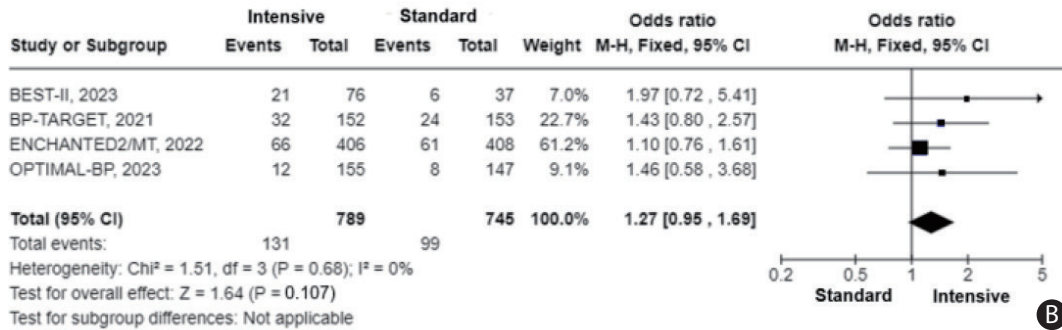 Intensive Standard Odds ratio Odds ratio
Study or Subgroup Events Total Events Total Weight M-H, Fixed, 95% CI M-H, Fixed, 95% CI
BEST-II, 2023 21 76 6 37 7.0% 1.97 [0.72 , 5.41]
BP-TARGET, 2021 32 152 24 153 22.7% 1.43 [0.80 , 2.57]
ENCHANTED2/MT, 2022 66 406 61 408 61.2% 1.10 [0.76 , 1.61]
OPTIMAL-BP, 2023 12 155 8 147 9.1% 1.46 [0.58 , 3.68]
Total (95% CI) 789 745 100.0% 1.27 [0.95 , 1.69]
Total events: 131 99
Heterogeneity: Chi² = 1.51, df = 3 (P = 0.68); I² = 0%
Test for overall effect: Z = 1.64 (P = 0.107)
Test for subgroup differences: Not applicable
0.2 0.5 1 2 5
Standard Intensive
B